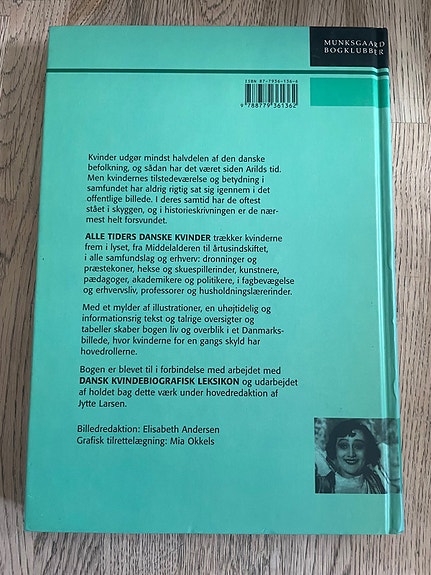 MUNKSGAARD
BOGKLUBBER
ISBN 87-7936-136-6
9 788779 361362
Kvinder udgør mindst halvdelen af den danske
befolkning, og sådan har det været siden Arilds tid.
Men kvindernes tilstedeværelse og betydning i
samfundet har aldrig rigtig sat sig igennem i det
offentlige billede. I deres samtid har de oftest
stået i skyggen, og i historieskrivningen er de nær-
mest helt forsvundet.
ALLE TIDERS DANSKE KVINDER trækker kvinderne
frem i lyset, fra Middelalderen til årtusindskiftet,
i alle samfundslag og erhverv: dronninger og
præstekoner, hekse og skuespillerinder, kunstnere,
pædagoger, akademikere og politikere, i fagbevægelse
og erhvervsliv, professorer og husholdningslærerinder.
Med et mylder af illustrationer, en uhøjtidelig og
informationsrig tekst og talrige oversigter og
tabeller skaber bogen liv og overblik i et Danmarks-
billede, hvor kvinderne for en gangs skyld har
hovedrollerne.
Bogen er blevet til i forbindelse med arbejdet med
DANSK KVINDEBIOGRAFISK LEKSIKON og udarbejdet
af holdet bag dette værk under hovedredaktion af
Jytte Larsen.
Billedredaktion: Elisabeth Andersen
Grafisk tilrettelægning: Mia Okkels